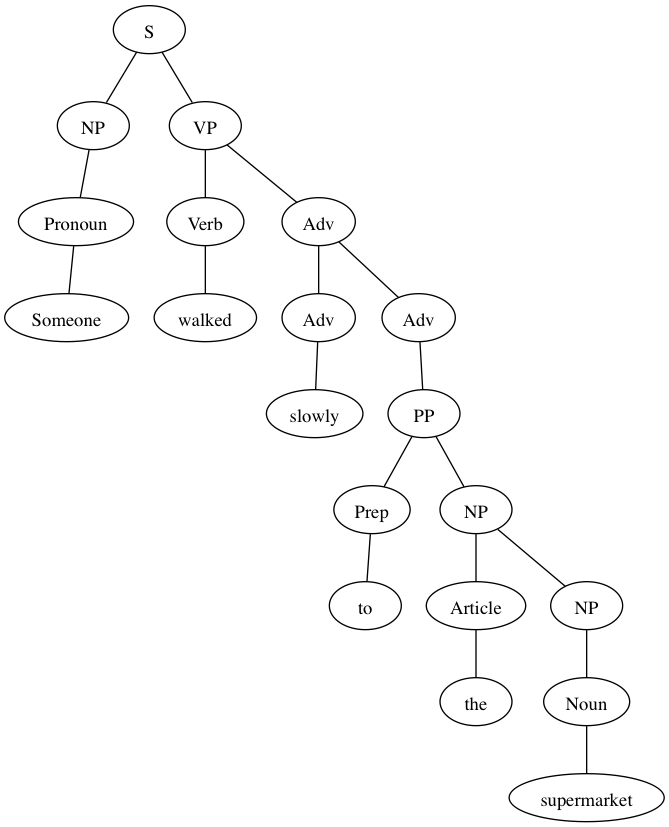 S
NP VP
Pronoun Verb Adv
Someone walked Adv Adv
slowly PP
Prep NP
to Article NP
the Noun
supermarket